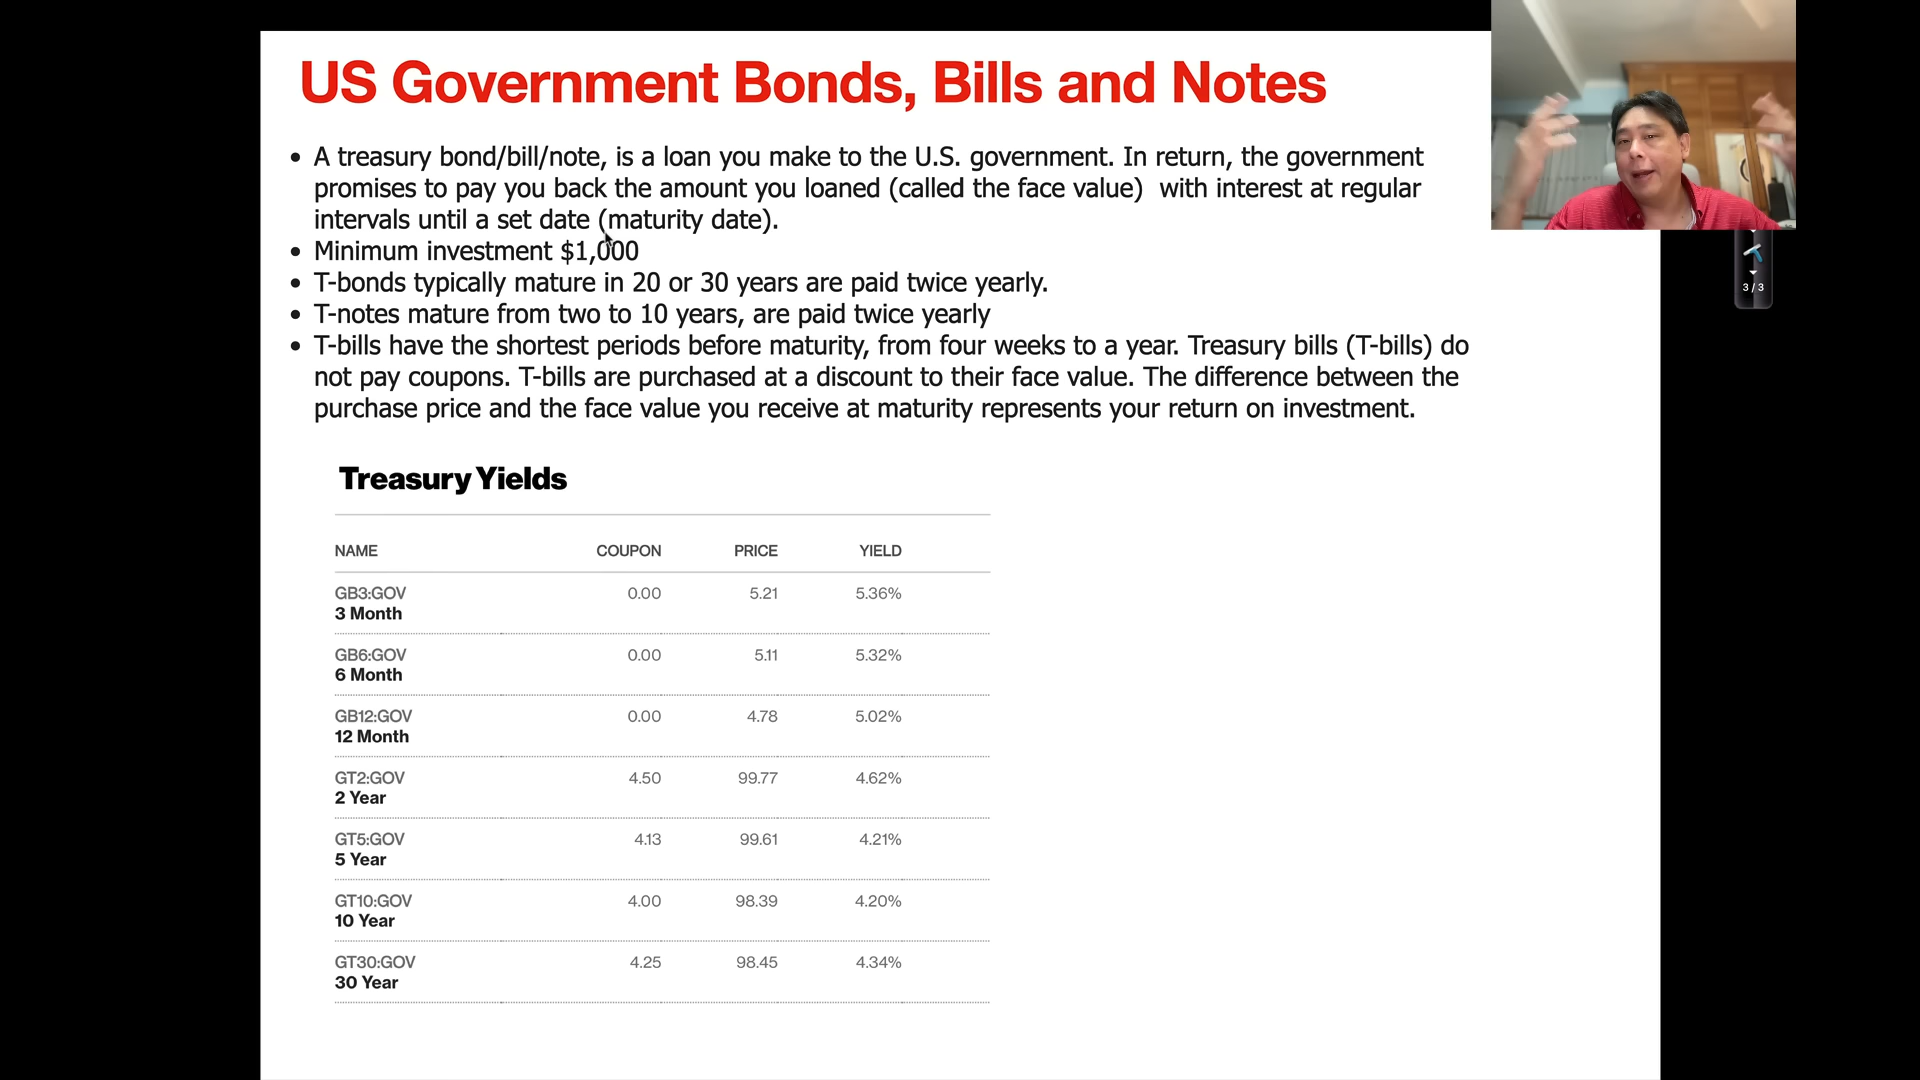 US Government Bonds, Bills and Notes
• A treasury bond/bill/note, is a loan you make to the U.S. government. In return, the government
promises to pay you back the amount you loaned (called the face value) with interest at regular
intervals until a set date (maturity date).
• Minimum investment $1,000
• T-bonds typically mature in 20 or 30 years are paid twice yearly.
• T-notes mature from two to 10 years, are paid twice yearly
• T-bills have the shortest periods before maturity, from four weeks to a year. Treasury bills (T-bills) do
not pay coupons. T-bills are purchased at a discount to their face value. The difference between the
purchase price and the face value you receive at maturity represents your return on investment.
3 / 3
Treasury Yields
NAME COUPON PRICE YIELD
GB3:GOV 0.00 5.21 5.36%
3 Month
GB6:GOV 0.00 5.11 5.32%
6 Month
GB12:GOV 0.00 4.78 5.02%
12 Month
GT2:GOV 4.50 99.77 4.62%
2 Year
GT5:GOV 4.13 99.61 4.21%
5 Year
GT10:GOV 4.00 98.39 4.20%
10 Year
GT30:GOV 4.25 98.45 4.34%
30 Year